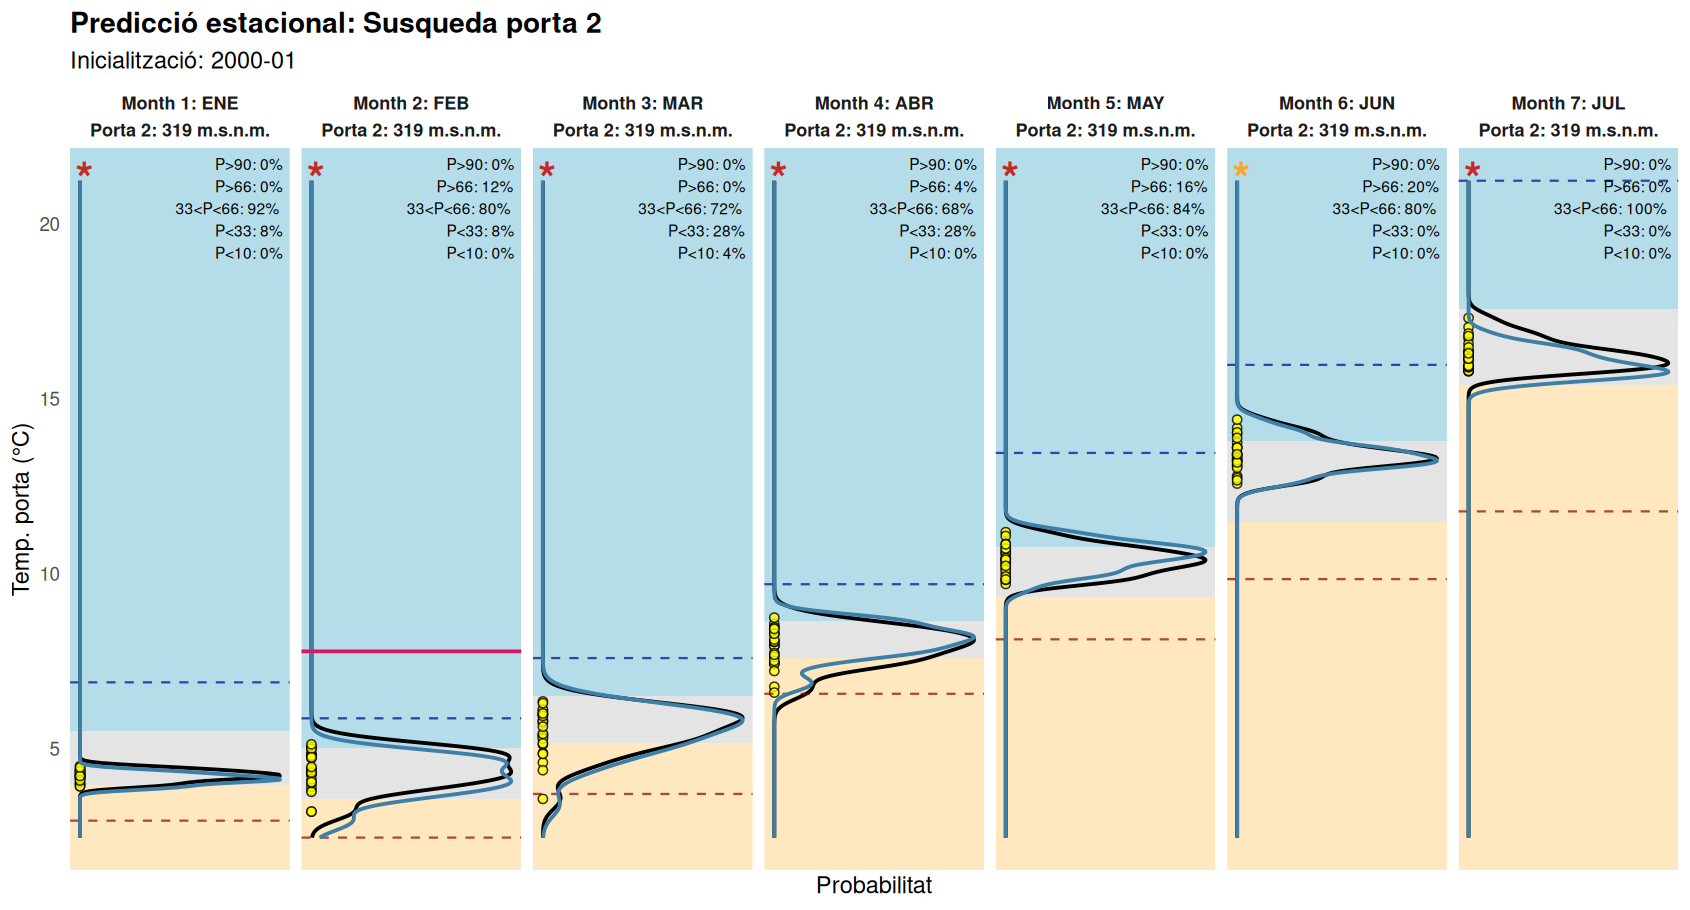 Predicció estacional: Susqueda porta 2
Inicialització: 2000-01
Month 1: ENE
Porta 2: 319 m.s.n.m.
Month 2: FEB
Porta 2: 319 m.s.n.m.
Month 3: MAR
Porta 2: 319 m.s.n.m.
Month 4: ABR
Porta 2: 319 m.s.n.m.
Month 5: MAY
Porta 2: 319 m.s.n.m.
Month 6: JUN
Porta 2: 319 m.s.n.m.
Month 7: JUL
Porta 2: 319 m.s.n.m.
*
P>90: 0%
P>66: 0%
33<P<66: 92%
P<33: 8%
P<10: 0%
*
P>90: 0%
P>66: 12%
33<P<66: 80%
P<33: 8%
P<10: 0%
*
P>90: 0%
P>66: 0%
33<P<66: 72%
P<33: 28%
P<10: 4%
*
P>90: 0%
P>66: 4%
33<P<66: 68%
P<33: 28%
P<10: 0%
*
P>90: 0%
P>66: 16%
33<P<66: 84%
P<33: 0%
P<10: 0%
*
P>90: 0%
P>66: 20%
33<P<66: 80%
P<33: 0%
P<10: 0%
*
P>90: 0%
P>66: 0%
33<P<66: 100%
P<33: 0%
P<10: 0%
20
15
10
5
Temp. porta (°C)
Probabilitat